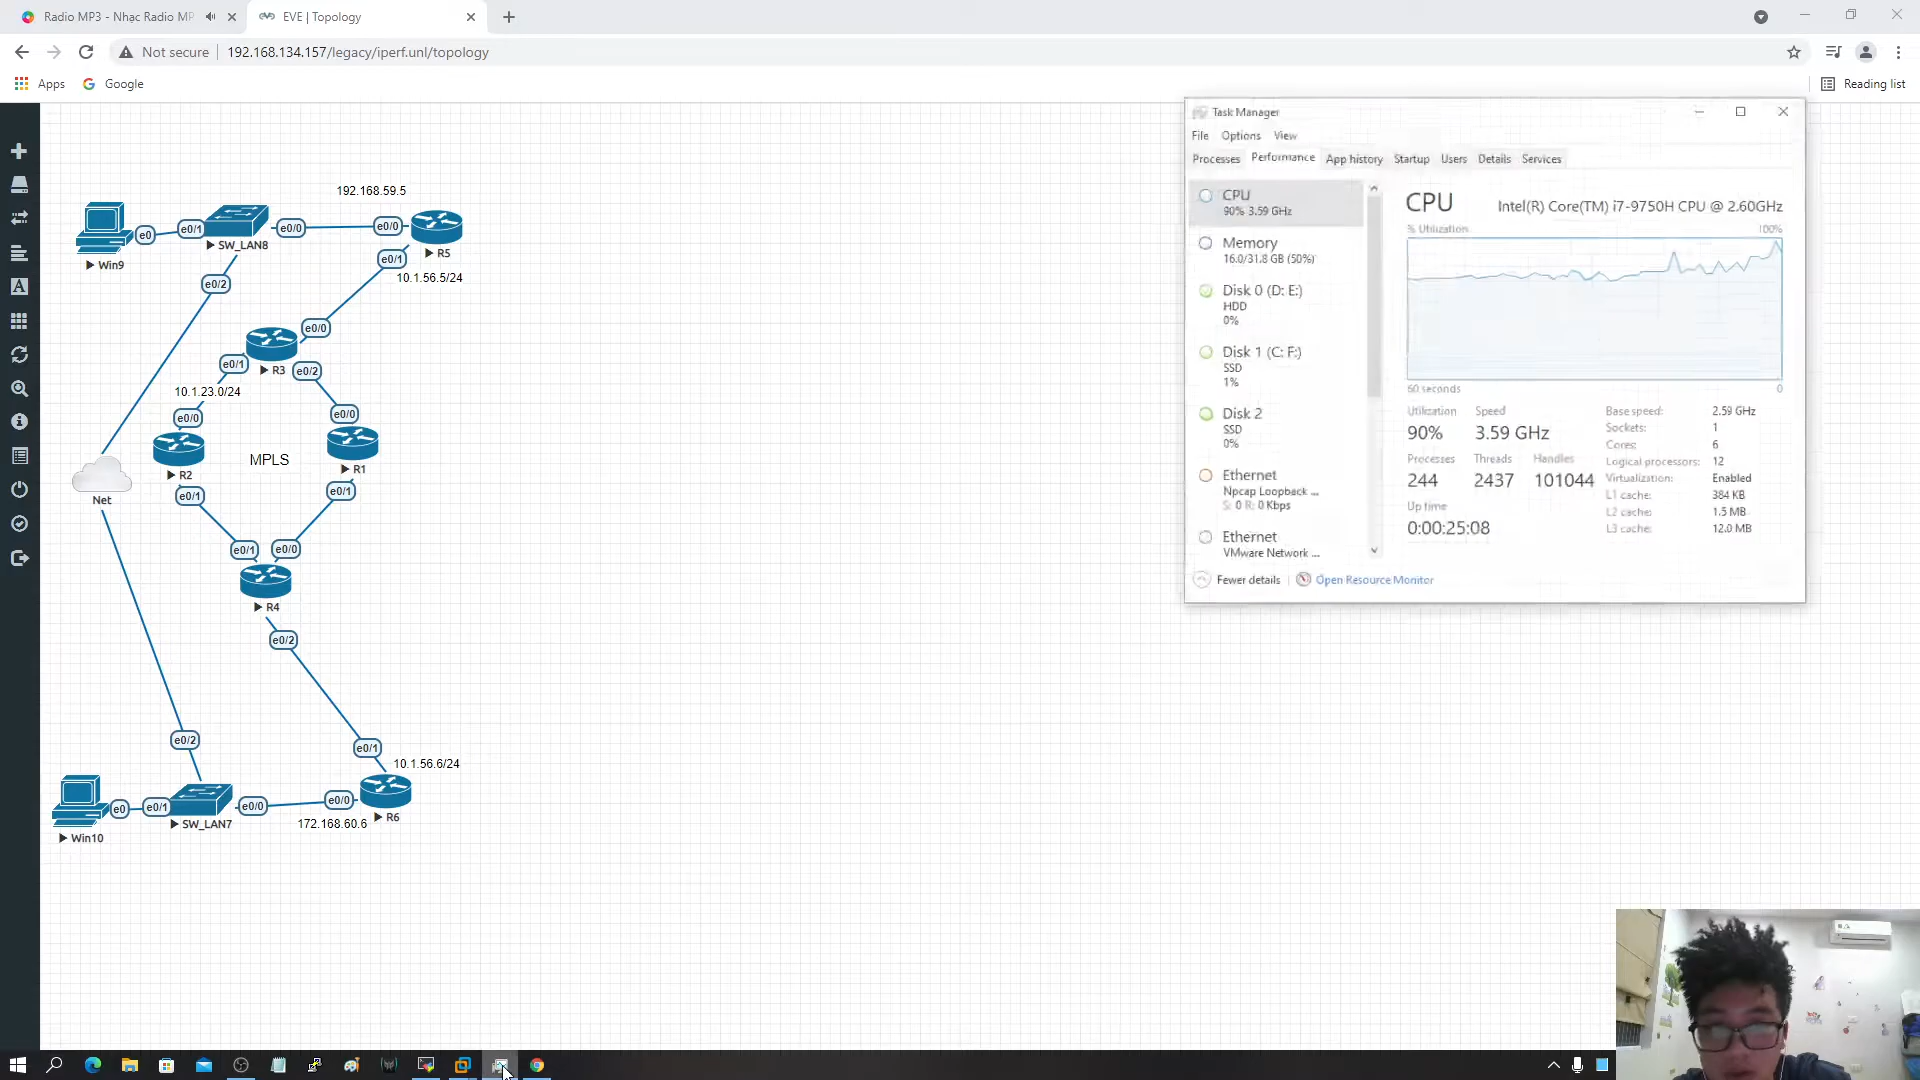 Radio MP3 - Nhạc Radio MP
EVE | Topology
Not secure
192.168.134.157/legacy/iperf.unl/topology
Apps
Google
Reading list
Task Manager
File Options View
Processes Performance App history Startup Users Details Services
CPU
90% 3.59 GHz
Memory
16.0/31.8 GB (50%)
Disk 0 (D: E:)
HDD
0%
Disk 1 (C: F:)
SSD
1%
Disk 2
SSD
0%
Ethernet
Npcap Loopback ...
S: 0 R: 0 Kbps
Ethernet
VMware Network ...
CPU
Intel(R) Core(TM) i7-9750H CPU @ 2.60GHz
% Utilization 100%
60 seconds 0
Utilization Speed
90% 3.59 GHz
Processes Threads Handles
244 2437 101044
Up time
0:00:25:08
Base speed: 2.59 GHz
Sockets: 1
Cores: 6
Logical processors: 12
Virtualization: Enabled
L1 cache: 384 KB
L2 cache: 1.5 MB
L3 cache: 12.0 MB
Fewer details
Open Resource Monitor
192.168.59.5
e0
e0/1
e0/0
e0/0
SW_LAN8
R5
Win9
e0/1
10.1.56.5/24
e0/2
e0/0
e0/1
R3
e0/2
10.1.23.0/24
e0/0
e0/0
MPLS
R2
R1
Net
e0/1
e0/1
e0/1
e0/0
R4
e0/2
e0/2
e0/1
10.1.56.6/24
e0
e0/1
e0/0
e0/0
R6
SW_LAN7
172.168.60.6
Win10